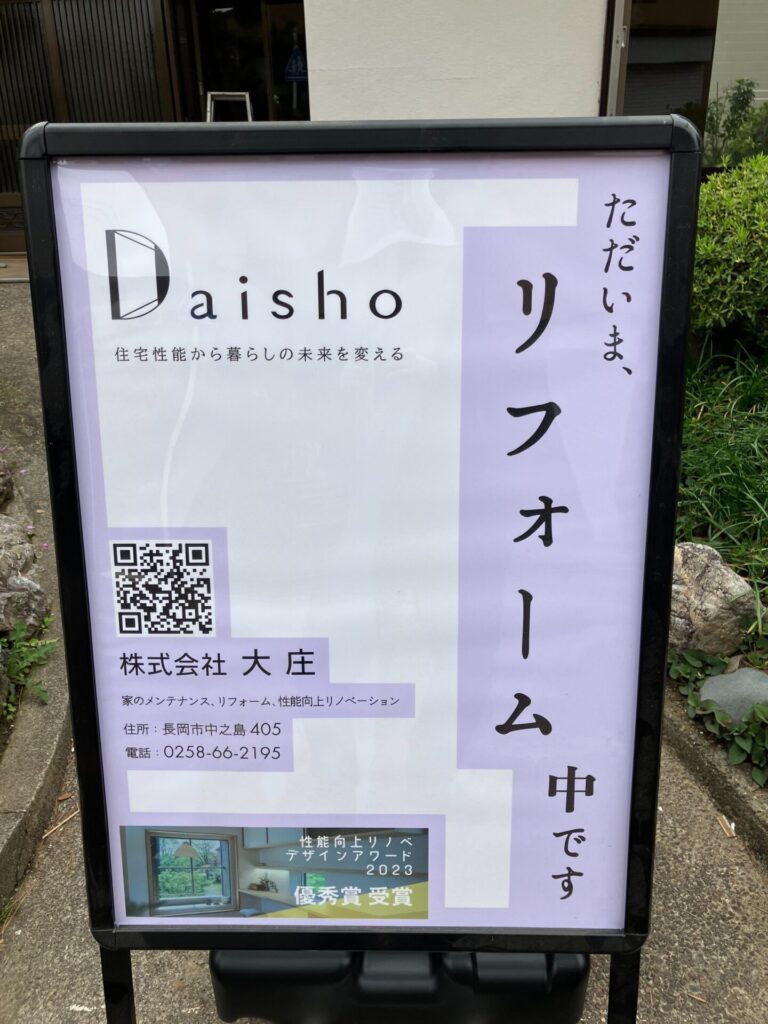 ただいま、
リフォーム中です
Daisho
住宅性能から暮らしの未来を変える
株式会社 大庄
家のメンテナンス、リフォーム、性能向上リノベーション
住所：長岡市中之島 405
電話：0258-66-2195
性能向上リノベ
デザインアワード
2023
優秀賞 受賞